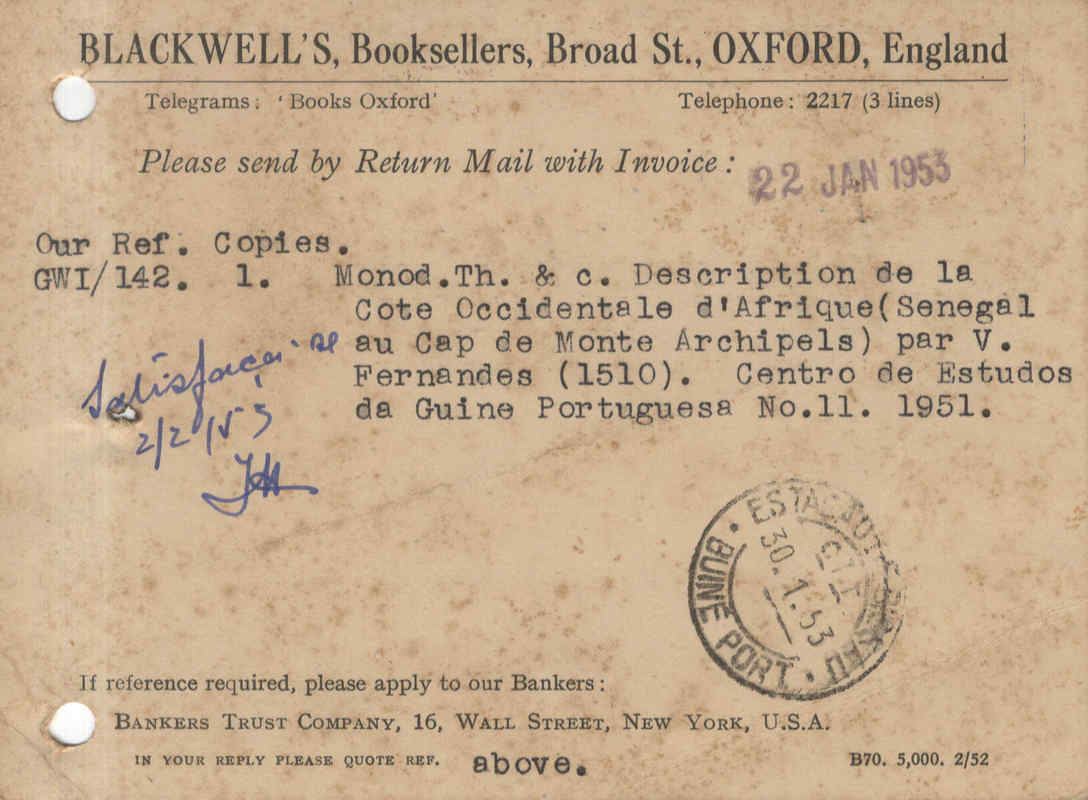 BLACKWELL'S, Booksellers, Broad St., OXFORD, England
Telegrams: 'Books Oxford' Telephone: 2217 (3 lines)
Please send by Return Mail with Invoice:
22 JAN 1953
Our Ref. Copies.
GWI/142. 1. Monod.Th. & c. Description de la
Cote Occidentale d'Afrique(Senegal
au Cap de Monte Archipels) par V.
Fernandes (1510). Centro de Estudos
da Guine Portuguesa No.11. 1951.
2/2/53
30.1.53
GUINE PORT.
If reference required, please apply to our Bankers:
BANKERS TRUST COMPANY, 16, WALL STREET, NEW YORK, U.S.A.
IN YOUR REPLY PLEASE QUOTE REF. above.
B70. 5,000. 2/52